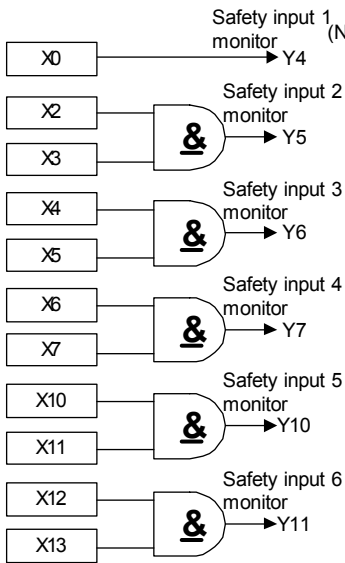 Safety input 1
monitor
(N
X0
Y4
Safety input 2
monitor
X2
&
Y5
X3
Safety input 3
monitor
X4
&
Y6
X5
Safety input 4
monitor
X6
&
Y7
X7
Safety input 5
monitor
X10
&
Y10
X11
Safety input 6
monitor
X12
&
Y11
X13